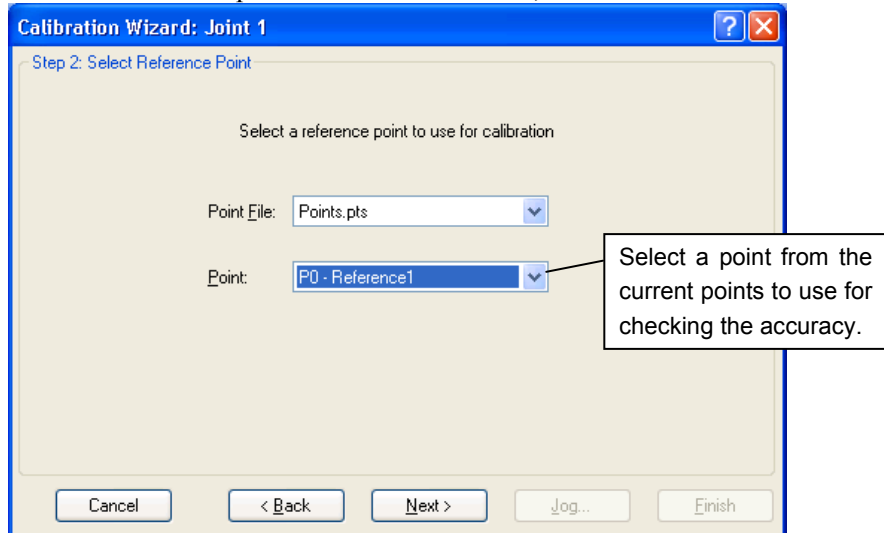 Calibration Wizard: Joint 1
Step 2: Select Reference Point
Select a reference point to use for calibration
Point File: Points.pts
Point: P0 - Reference1
Select a point from the
current points to use for
checking the accuracy.
Cancel < Back Next > Jog... Finish